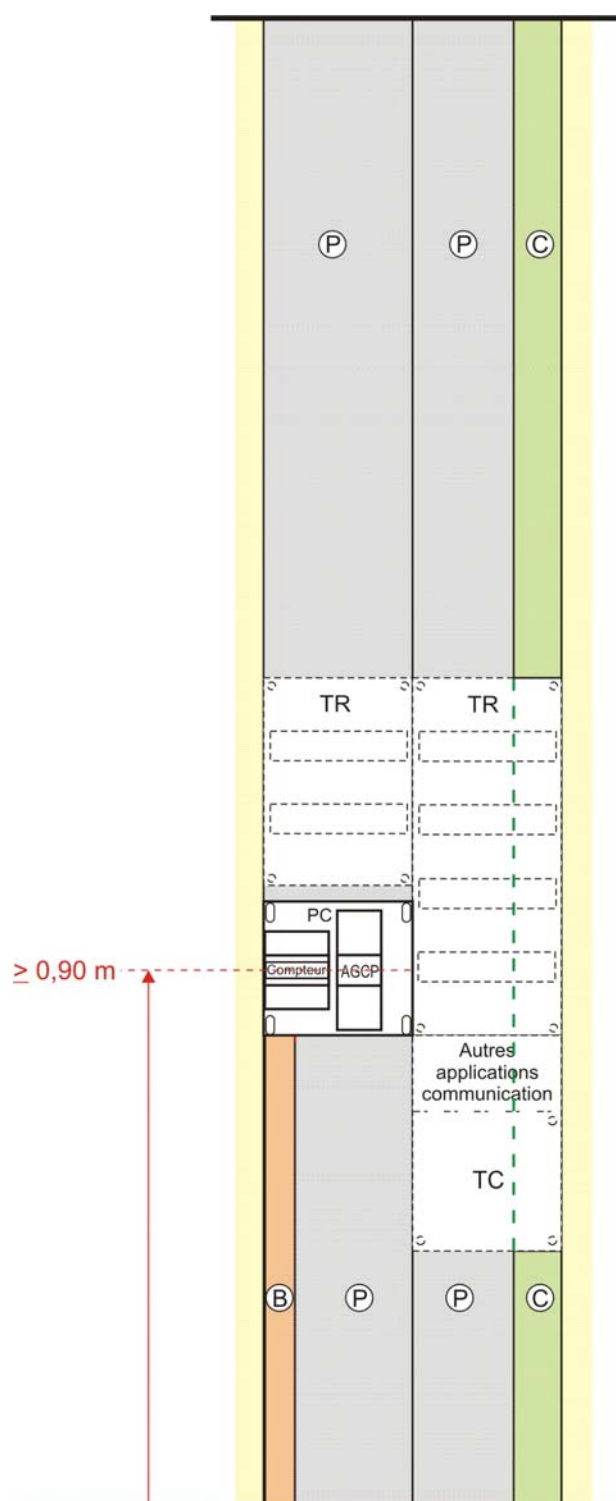 P
P
C
TR
TR
PC
Compteur
AGCP
≥ 0,90 m
Autres
applications
communication
TC
B
P
P
C